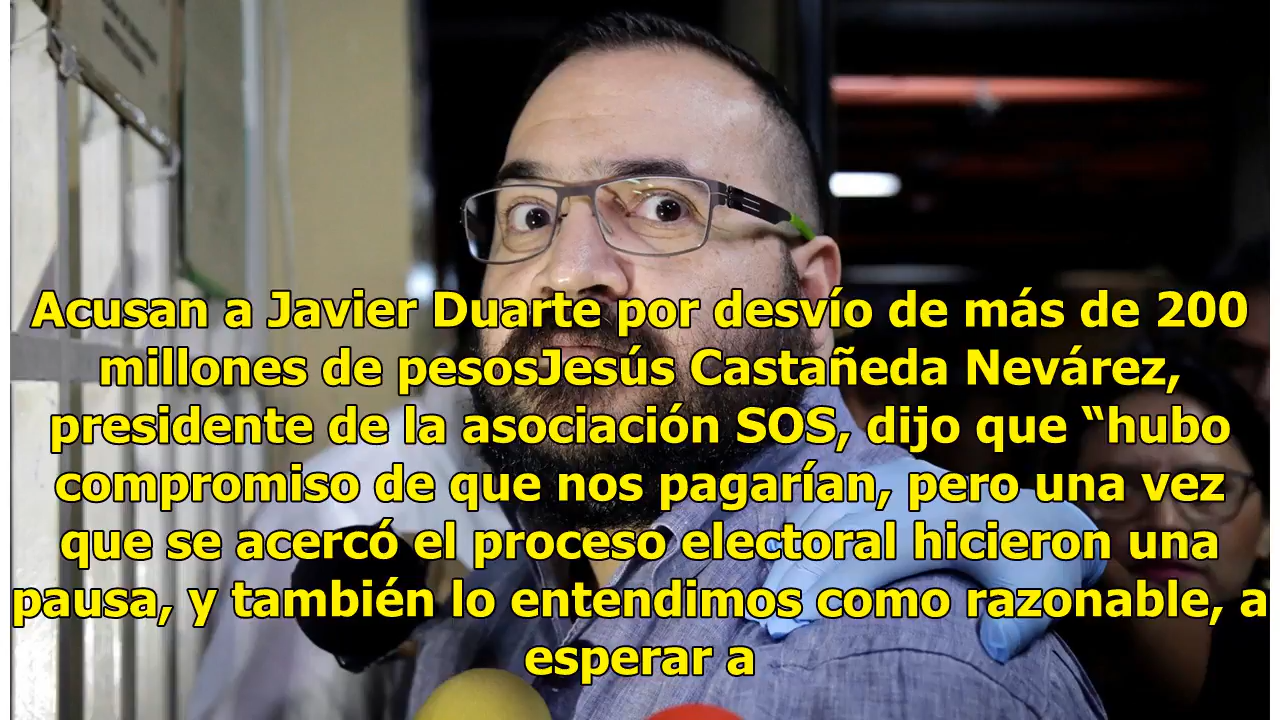 Acusan a Javier Duarte por desvío de más de 200
millones de pesosJesús Castañeda Nevárez,
presidente de la asociación SOS, dijo que “hubo
compromiso de que nos pagarían, pero una vez
que se acercó el proceso electoral hicieron una
pausa, y también lo entendimos como razonable, a
esperar a